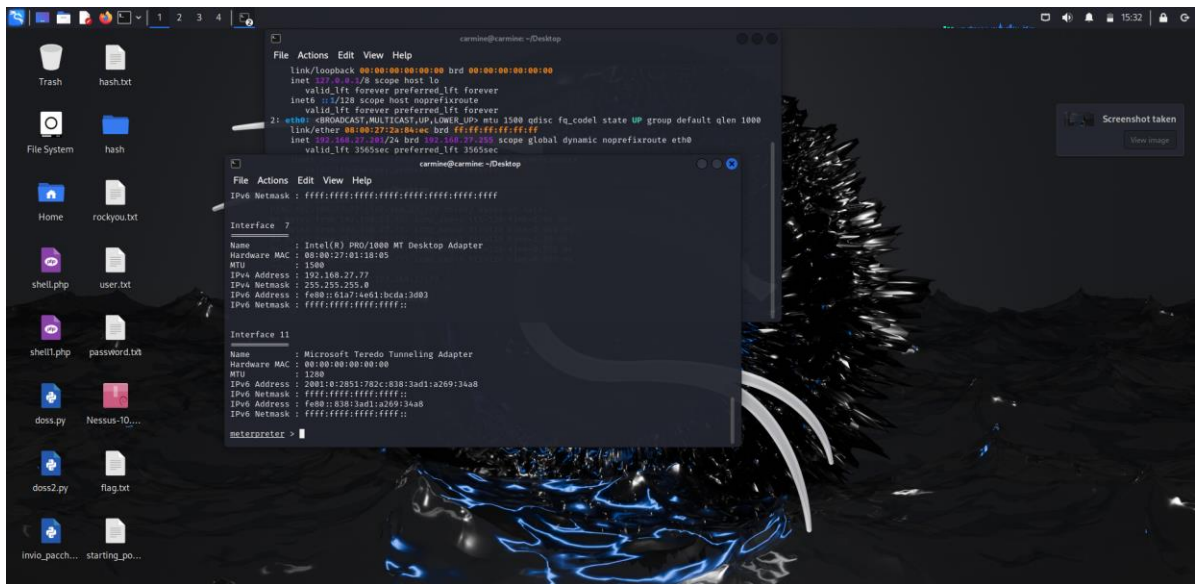 1 2 3 4
2
15:32
Trash
hash.txt
File System
hash
Home
rockyou.txt
shell.php
user.txt
shell1.php
password.txt
doss.py
Nessus-10....
doss2.py
flag.txt
invio_pacch...
starting_po...
carmine@carmine: ~/Desktop
File Actions Edit View Help
link/loopback 00:00:00:00:00:00 brd 00:00:00:00:00:00
inet 127.0.0.1/8 scope host lo
valid_lft forever preferred_lft forever
inet6 ::1/128 scope host noprefixroute
valid_lft forever preferred_lft forever
2: eth0: <BROADCAST,MULTICAST,UP,LOWER_UP> mtu 1500 qdisc fq_codel state UP group default qlen 1000
link/ether 08:00:27:2a:84:ec brd ff:ff:ff:ff:ff:ff
inet 192.168.27.201/24 brd 192.168.27.255 scope global dynamic noprefixroute eth0
valid_lft 3565sec preferred_lft 3565sec
carmine@carmine: ~/Desktop
File Actions Edit View Help
IPv6 Netmask : ffff:ffff:ffff:ffff:ffff:ffff:ffff:ffff
Interface 7
============
Name : Intel(R) PRO/1000 MT Desktop Adapter
Hardware MAC : 08:00:27:01:18:05
MTU : 1500
IPv4 Address : 192.168.27.77
IPv4 Netmask : 255.255.255.0
IPv6 Address : fe80::61a7:4e61:bcda:3d03
IPv6 Netmask : ffff:ffff:ffff:ffff::
Interface 11
============
Name : Microsoft Teredo Tunneling Adapter
Hardware MAC : 00:00:00:00:00:00
MTU : 1280
IPv6 Address : 2001:0:2851:782c:838:3ad1:a269:34a8
IPv6 Netmask : ffff:ffff:ffff:ffff::
IPv6 Address : fe80::838:3ad1:a269:34a8
IPv6 Netmask : ffff:ffff:ffff:ffff::
meterpreter >
Screenshot taken
View image